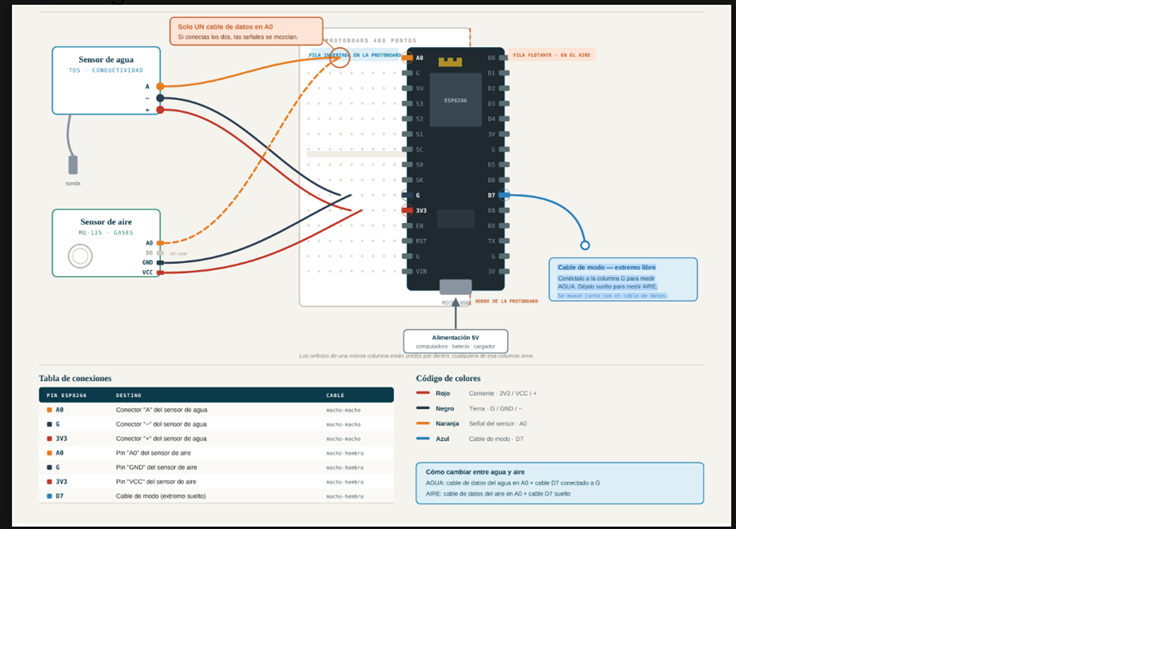 Solo UN cable de datos en A0
Si conectas los dos, las señales se mezclan.
PROTOBOARD 400 PUNTOS
FILA INSERTADA EN LA PROTOBOARD
FILA FLOTANTE · EN EL AIRE
Sensor de agua
TDS · CONDUCTIVIDAD
A
−
+
sonda
Sensor de aire
MQ-135 · GASES
A0
D0
GND
VCC
ESP8266
A0
G
VU
S3
S2
S1
SC
S0
SK
G
3V3
EN
RST
G
VIN
D0
D1
D2
D3
D4
3V
G
D5
D6
D7
D8
RX
TX
G
3V
Cable de modo — extremo libre
Conéctalo a la columna G para medir
AGUA. Déjalo suelto para medir AIRE.
Se mueve junto con el cable de datos.
BORDE DE LA PROTOBOARD
Alimentación 5V
computadora · batería · cargador
Los orificios de una misma columna están unidos por dentro: cualquiera de esa columna sirve.
Tabla de conexiones
PIN ESP8266 DESTINO CABLE
A0 Conector "A" del sensor de agua macho-macho
G Conector "−" del sensor de agua macho-macho
3V3 Conector "+" del sensor de agua macho-macho
A0 Pin "A0" del sensor de aire macho-hembra
G Pin "GND" del sensor de aire macho-hembra
3V3 Pin "VCC" del sensor de aire macho-hembra
D7 Cable de modo (extremo suelto) macho-hembra
Código de colores
Rojo Corriente · 3V3 / VCC / +
Negro Tierra · G / GND / −
Naranja Señal del sensor · A0
Azul Cable de modo · D7
Cómo cambiar entre agua y aire
AGUA: cable de datos del agua en A0 + cable D7 conectado a G
AIRE: cable de datos del aire en A0 + cable D7 suelto